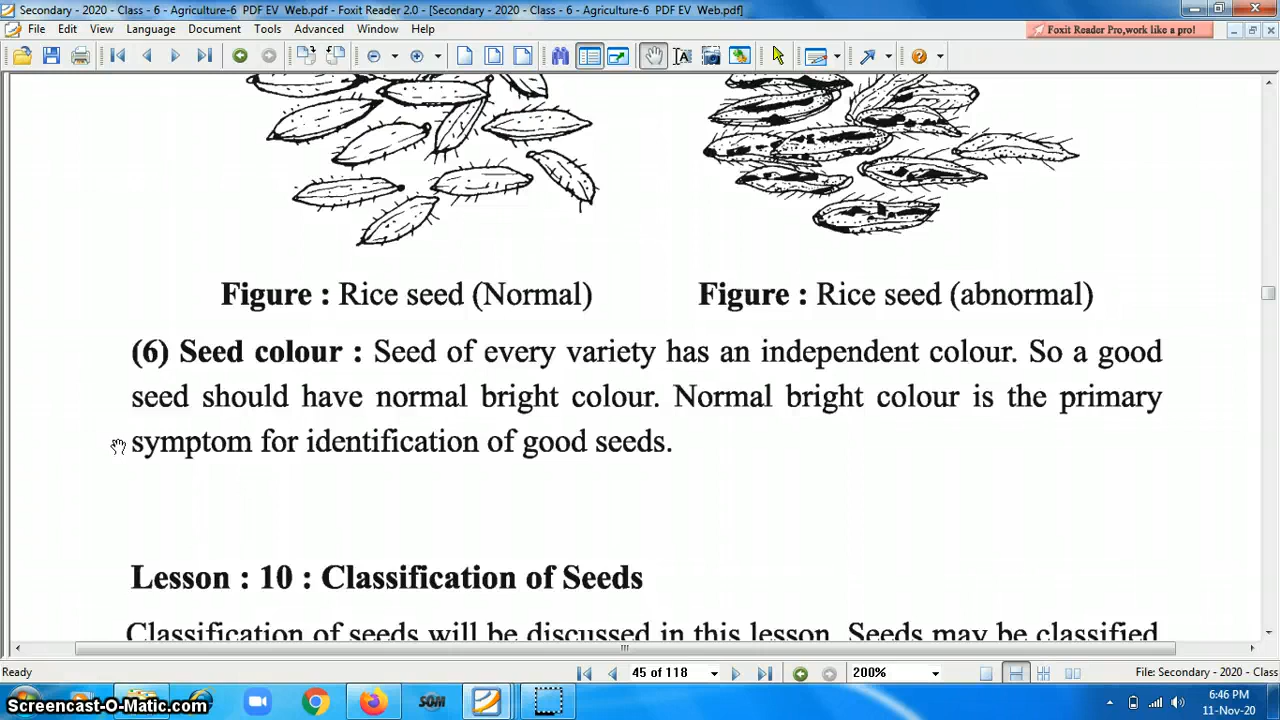 Secondary - 2020 - Class - 6 - Agriculture-6 PDF EV Web.pdf - Foxit Reader 2.0 - [Secondary - 2020 - Class - 6 - Agriculture-6 PDF EV Web.pdf]
File Edit View Language Document Tools Advanced Window Help
Foxit Reader Pro,work like a pro!
Figure : Rice seed (Normal) Figure : Rice seed (abnormal)
(6) Seed colour : Seed of every variety has an independent colour. So a good
seed should have normal bright colour. Normal bright colour is the primary
symptom for identification of good seeds.
Lesson : 10 : Classification of Seeds
Classification of seeds will be discussed in this lesson. Seeds may be classified
Ready 45 of 118 200% File: Secondary - 2020 - Class
Screencast-O-Matic.com SOM 6:46 PM
11-Nov-20